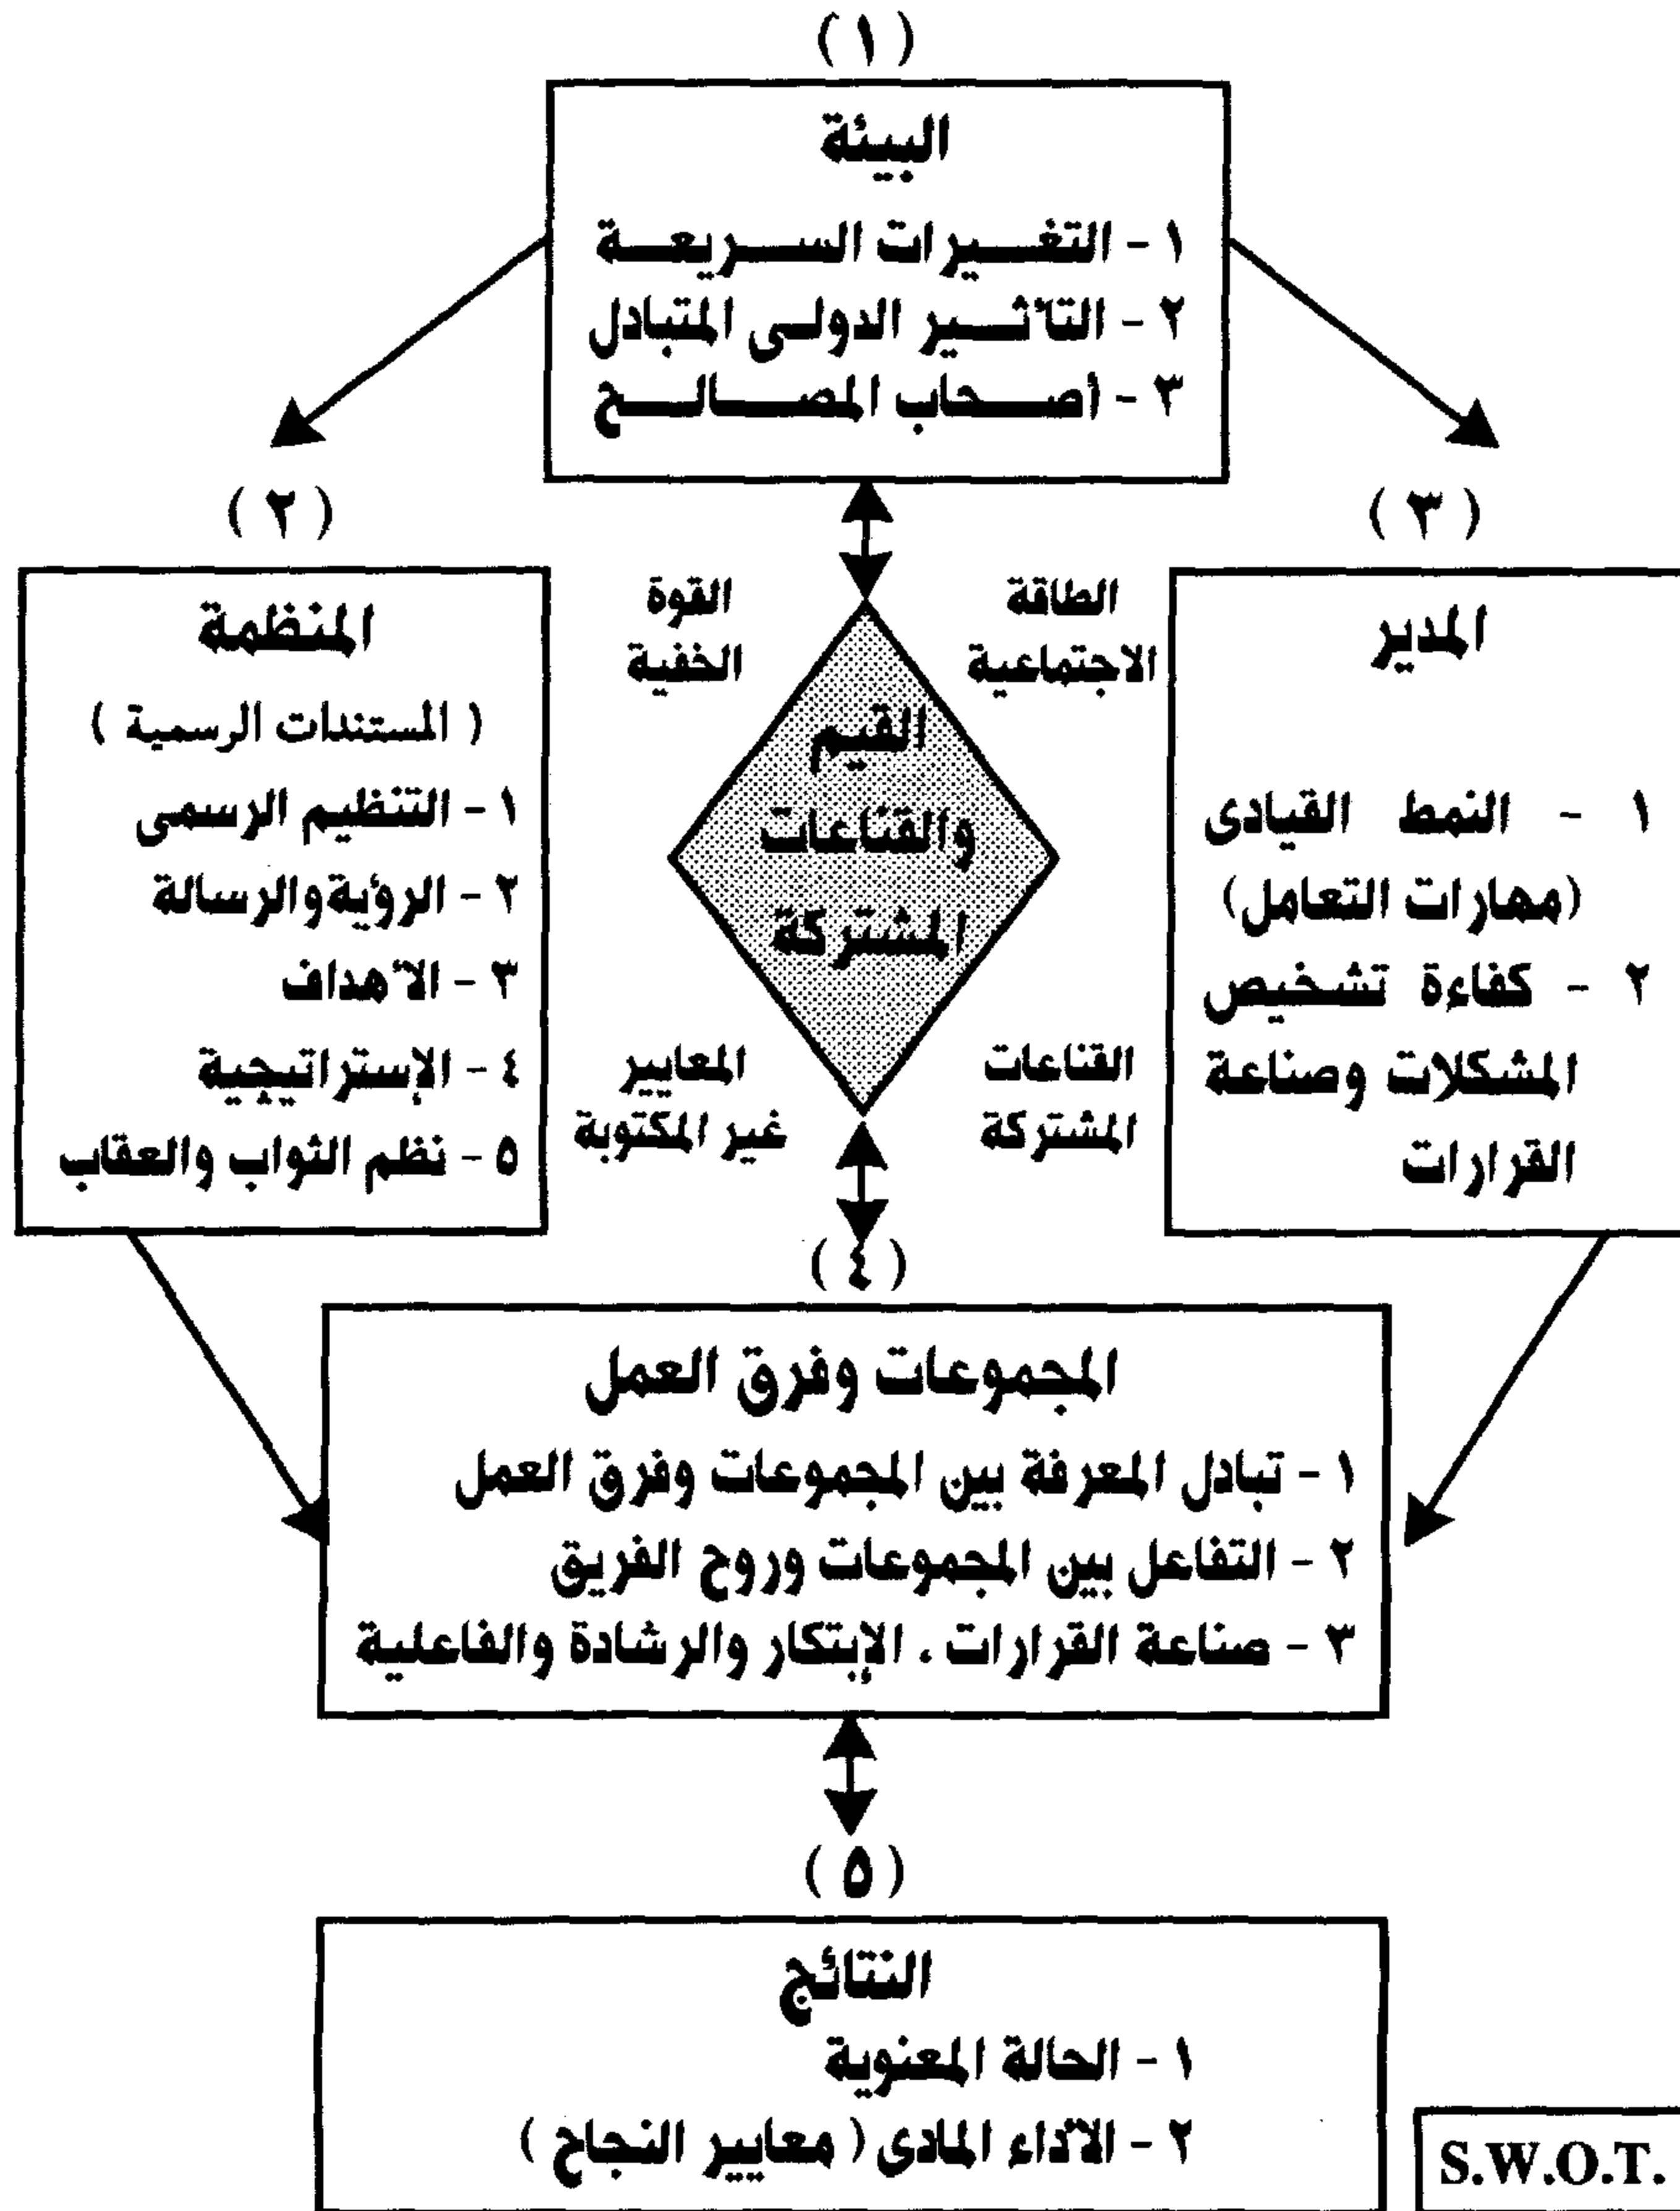 ( ١ )
البيئة
١ - التغيرات السريعة
٢ - التأثير الدولى المتبادل
٣ - أصحاب المصالح
( ٣ )
المدير
١ - النمط القيادى
(مهارات التعامل)
٢ - كفاءة تشخيص
المشكلات وصناعة
القرارات
الطاقة
الاجتماعية
القوة
الخفية
القيم
والقناعات
المشتركة
القناعات
المشتركة
المعايير
غير المكتوبة
( ٢ )
المنظمة
( المستندات الرسمية )
١ - التنظيم الرسمى
٢ - الرؤية والرسالة
٣ - الأهداف
٤ - الإستراتيجية
٥ - نظم الثواب والعقاب
( ٤ )
المجموعات وفرق العمل
١ - تبادل المعرفة بين المجموعات وفرق العمل
٢ - التفاعل بين المجموعات وروح الفريق
٣ - صناعة القرارات ، الإبتكار والرشادة والفاعلية
( ٥ )
النتائج
١ - الحالة المعنوية
٢ - الأداء المادى ( معايير النجاح )
S.W.O.T.